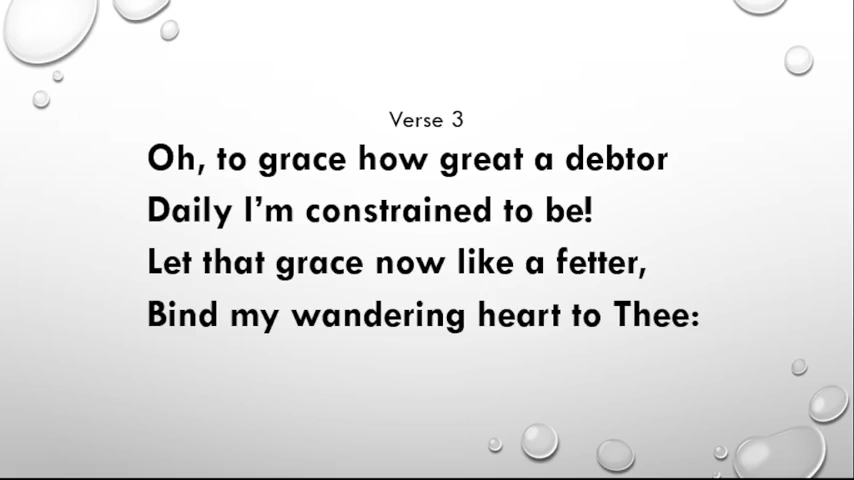 Verse 3
Oh, to grace how great a debtor
Daily I’m constrained to be!
Let that grace now like a fetter,
Bind my wandering heart to Thee: